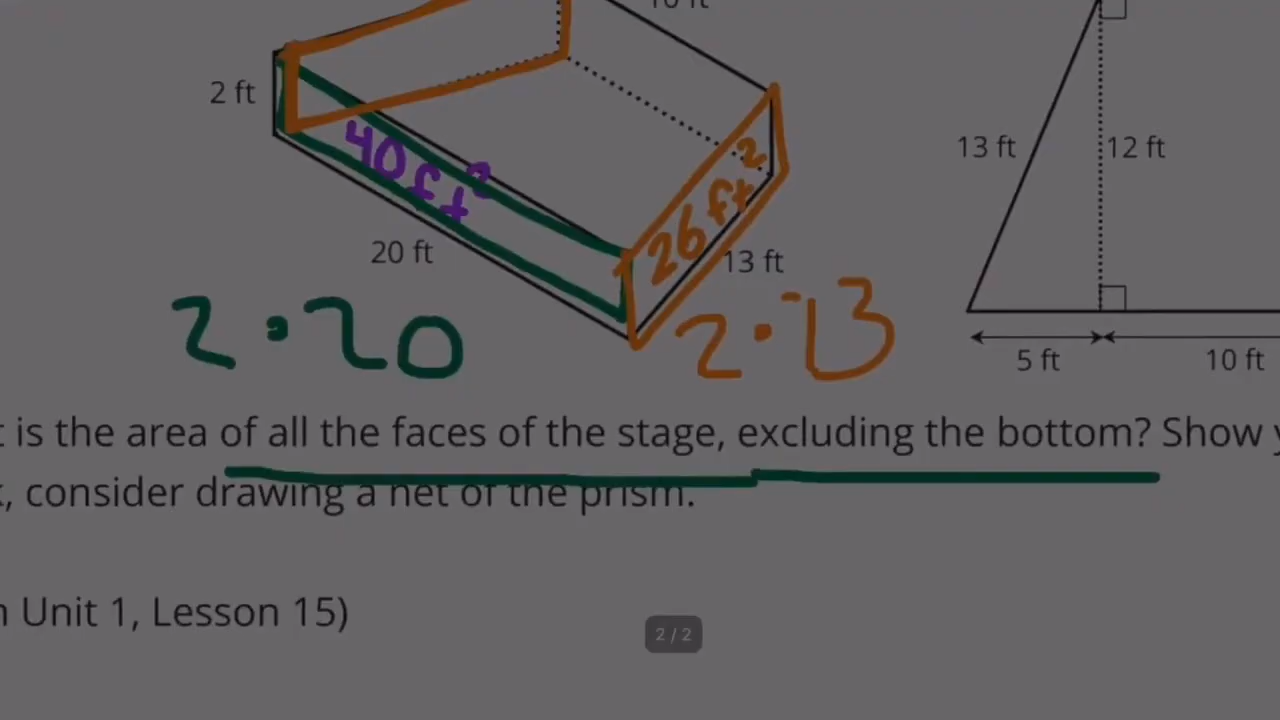 2 ft
40 ft²
26 ft²
13 ft
12 ft
20 ft
13 ft
2 · 20
2 · 13
5 ft
10 ft
is the area of all the faces of the stage, excluding the bottom? Show
, consider drawing a net of the prism.
Unit 1, Lesson 15)
2 / 2